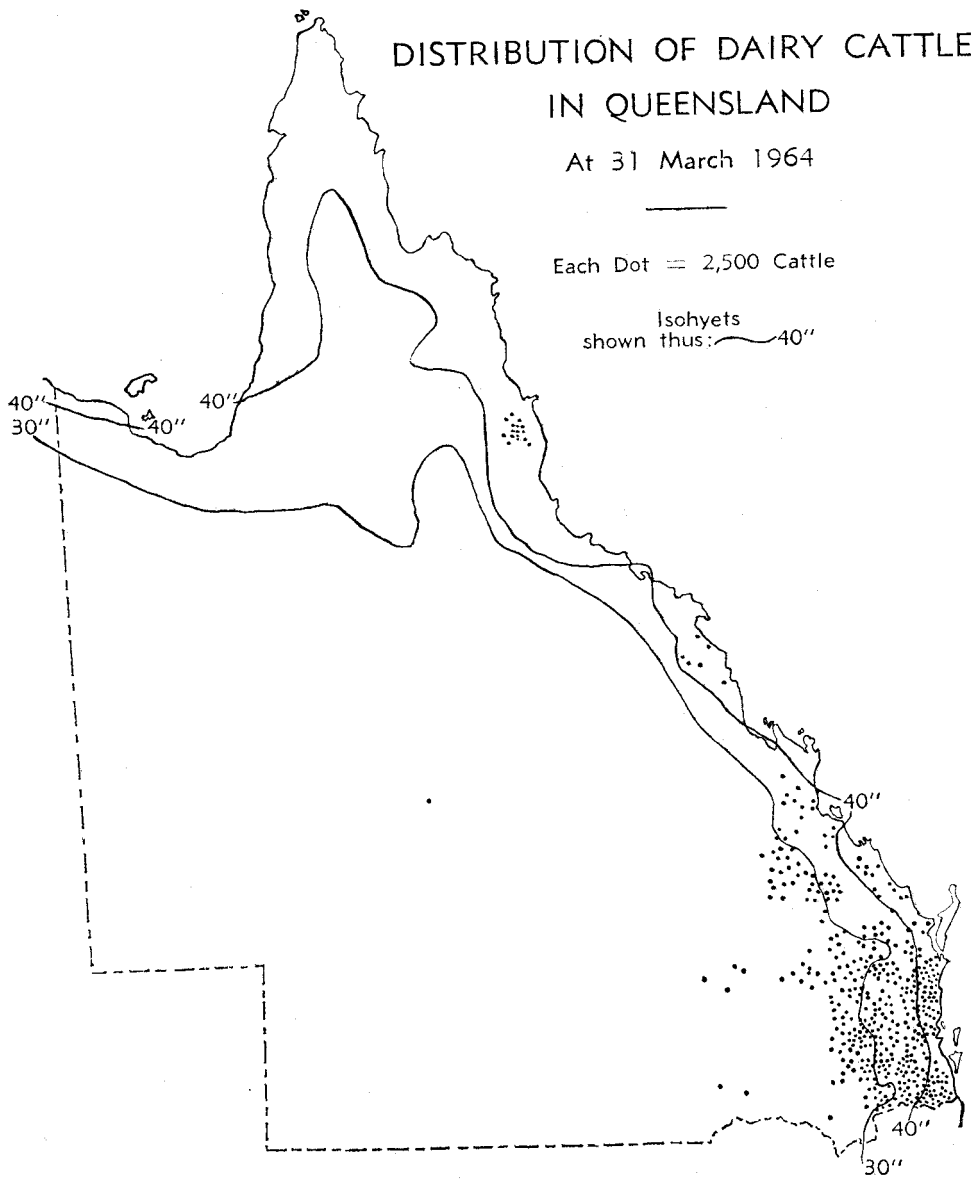 DISTRIBUTION OF DAIRY CATTLE
IN QUEENSLAND
At 31 March 1964
Each Dot = 2,500 Cattle
Isohyets
shown thus: 40"
40"
40"
40"
30"
40"
40"
30"